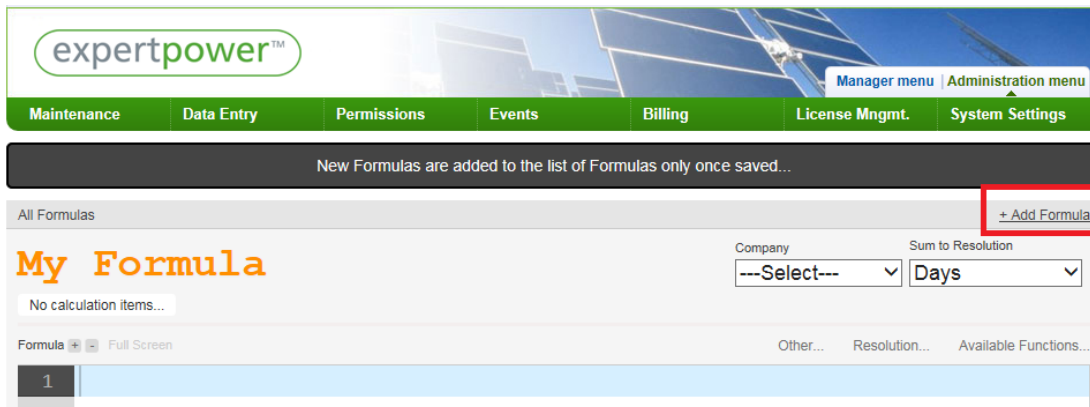 expertpower™
Manager menu | Administration menu
Maintenance Data Entry Permissions Events Billing License Mngmt. System Settings
New Formulas are added to the list of Formulas only once saved...
All Formulas + Add Formula
My Formula
Company Sum to Resolution
---Select--- Days
No calculation items...
Formula + - Full Screen Other... Resolution... Available Functions...
1